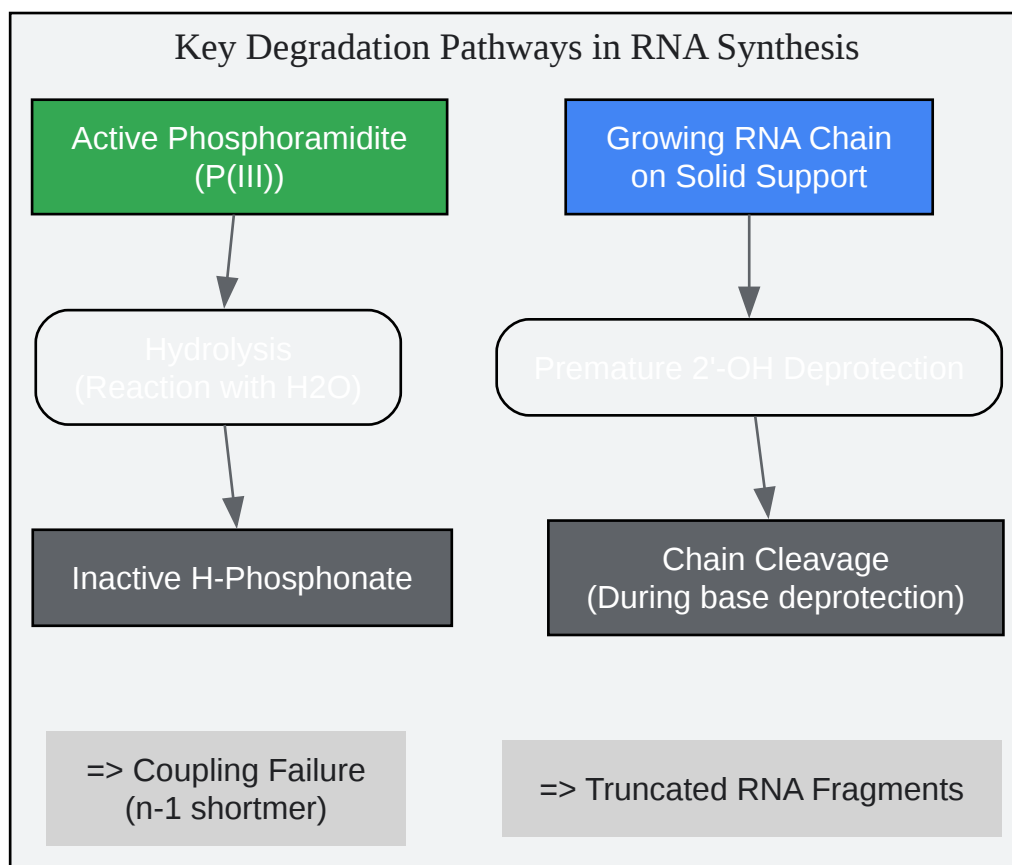 Key Degradation Pathways in RNA Synthesis
Active Phosphoramidite
(P(III))
Hydrolysis
(Reaction with H2O)
Inactive H-Phosphonate
=> Coupling Failure
(n-1 shortmer)
Growing RNA Chain
on Solid Support
Premature 2'-OH Deprotection
Chain Cleavage
(During base deprotection)
=> Truncated RNA Fragments